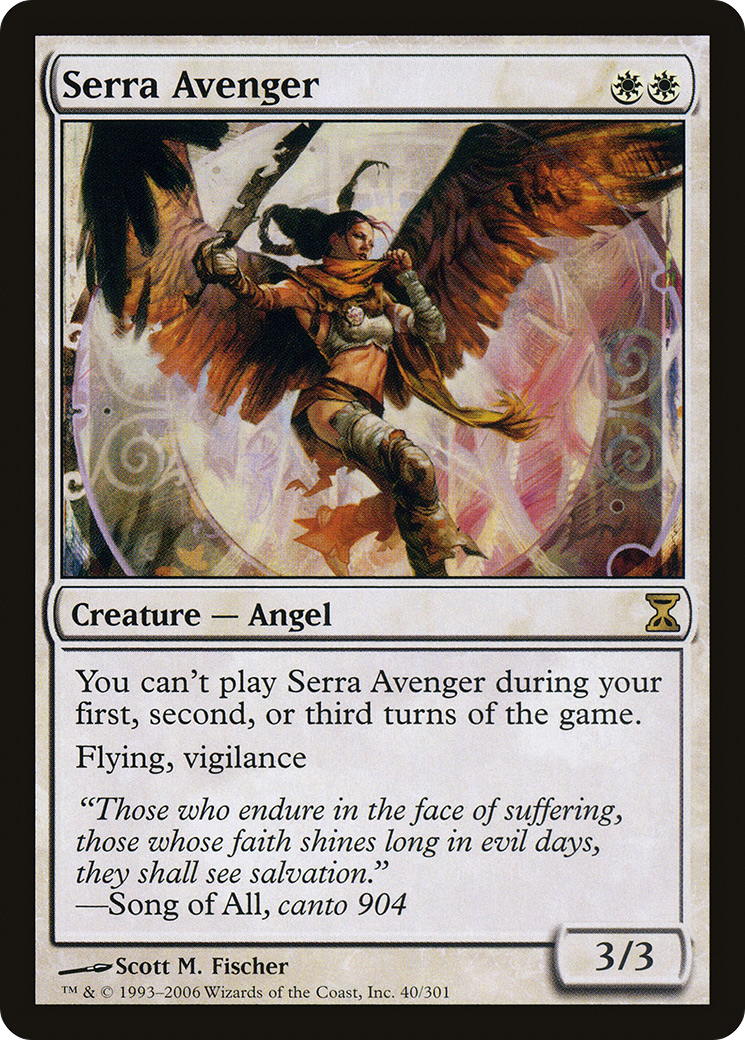 Serra Avenger
Creature — Angel
You can't play Serra Avenger during your
first, second, or third turns of the game.
Flying, vigilance
“Those who endure in the face of suffering,
those whose faith shines long in evil days,
they shall see salvation.”
—Song of All, canto 904
3/3
Scott M. Fischer
™ & © 1993–2006 Wizards of the Coast, Inc. 40/301